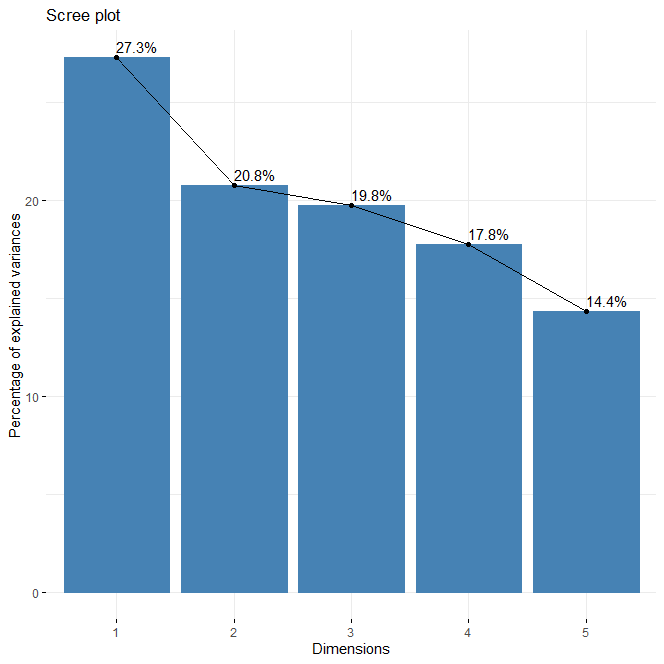 Scree plot
27.3%
20.8%
19.8%
17.8%
14.4%
Percentage of explained variances
20
10
0
1 2 3 4 5
Dimensions